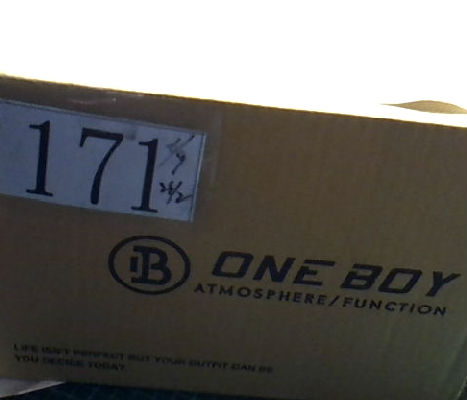 171
ONE BOY
ATMOSPHERE/FUNCTION
LIFE ISN'T PERFECT BUT YOUR OUTFIT CAN BE
YOU DECIDE TODAY